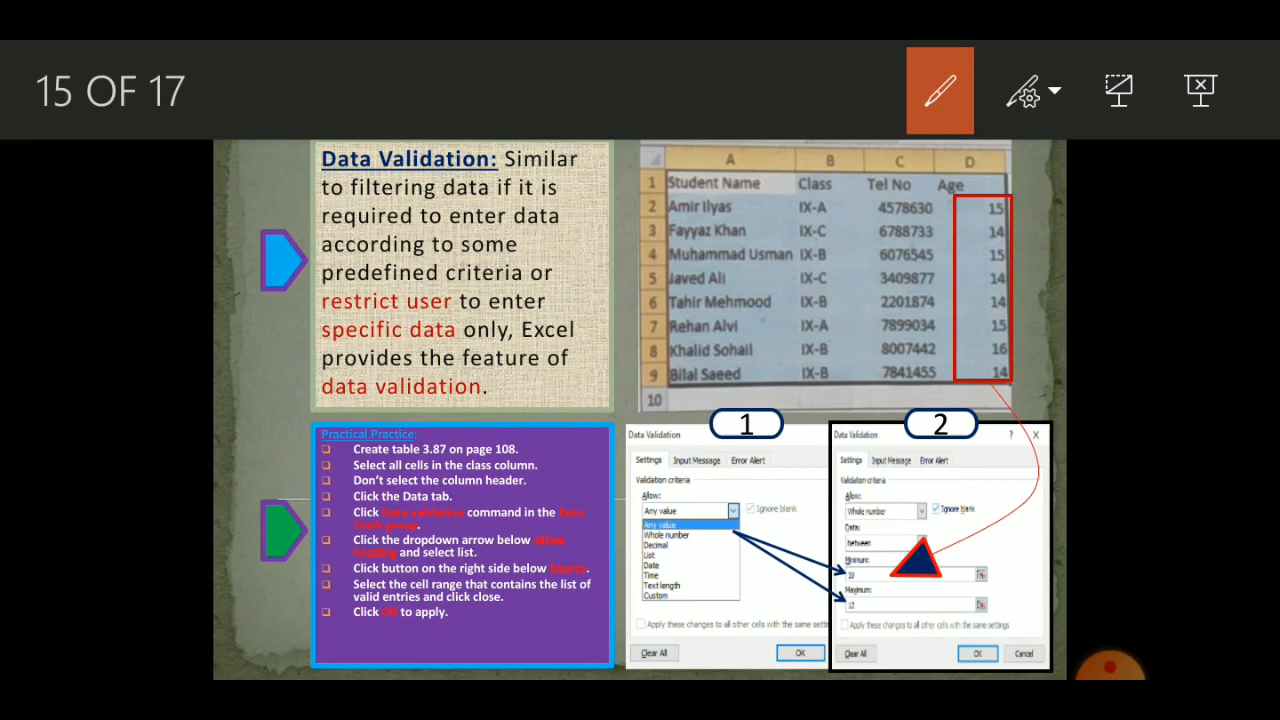 15 OF 17
Data Validation: Similar
to filtering data if it is
required to enter data
according to some
predefined criteria or
restrict user to enter
specific data only, Excel
provides the feature of
data validation.
A B C D
1 Student Name Class Tel No Age
2 Amir Ilyas IX-A 4578630 15
3 Fayyaz Khan IX-C 6788733 14
4 Muhammad Usman IX-B 6076545 15
5 Javed Ali IX-C 3409877 14
6 Tahir Mehmood IX-B 2201874 14
7 Rehan Alvi IX-A 7899034 15
8 Khalid Sohail IX-B 8007442 16
9 Bilal Saeed IX-B 7841455 14
10
Practical Practice:
Create table 3.87 on page 108.
Select all cells in the class column.
Don't select the column header.
Click the Data tab.
Click Data validation command in the Data
Tools group.
Click the dropdown arrow below Allow
heading and select list.
Click button on the right side below Source.
Select the cell range that contains the list of
valid entries and click close.
Click OK to apply.
1
Data Validation
Settings Input Message Error Alert
Validation criteria
Allow:
Any value Ignore blank
Any value
Whole number
Decimal
List
Date
Time
Text length
Custom
Apply these changes to all other cells with the same settin
Clear All OK
2
Data Validation ? X
Settings Input Message Error Alert
Validation criteria
Allow:
Whole number Ignore blank
Data:
between
Minimum:
10
Maximum:
12
Apply these changes to all other cells with the same settings
Clear All OK Cancel